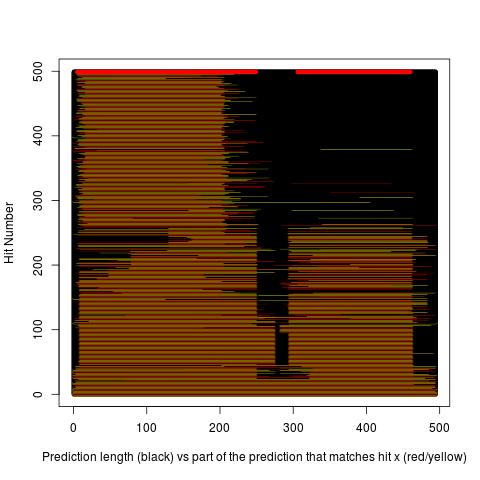 500
400
300
200
100
0
Hit Number
0 100 200 300 400 500
Prediction length (black) vs part of the prediction that matches hit x (red/yellow)